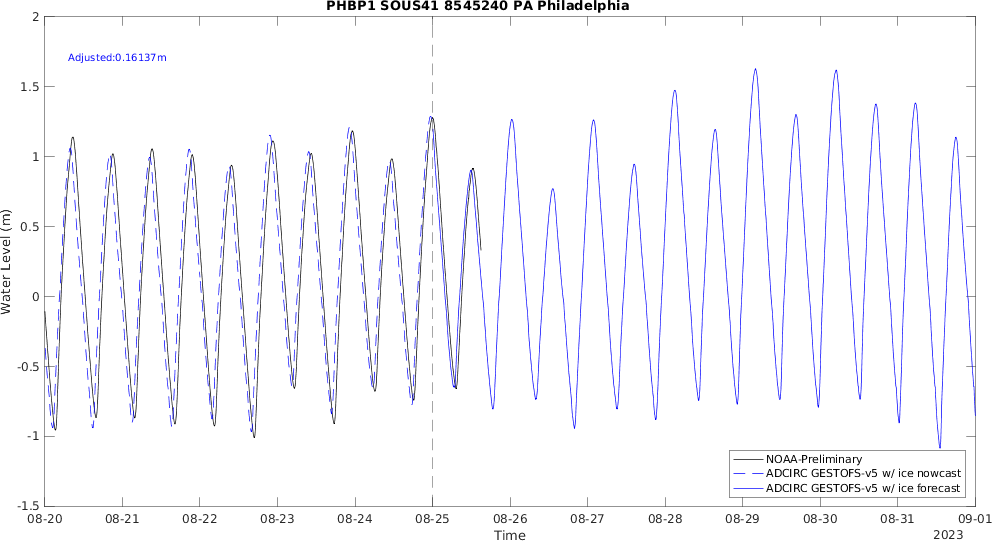 PHBP1 SOUS41 8545240 PA Philadelphia
Adjusted:0.16137m
2
1.5
1
0.5
0
-0.5
-1
-1.5
Water Level (m)
NOAA-Preliminary
ADCIRC GESTOFS-v5 w/ ice nowcast
ADCIRC GESTOFS-v5 w/ ice forecast
08-20 08-21 08-22 08-23 08-24 08-25 08-26 08-27 08-28 08-29 08-30 08-31 09-01
Time
2023